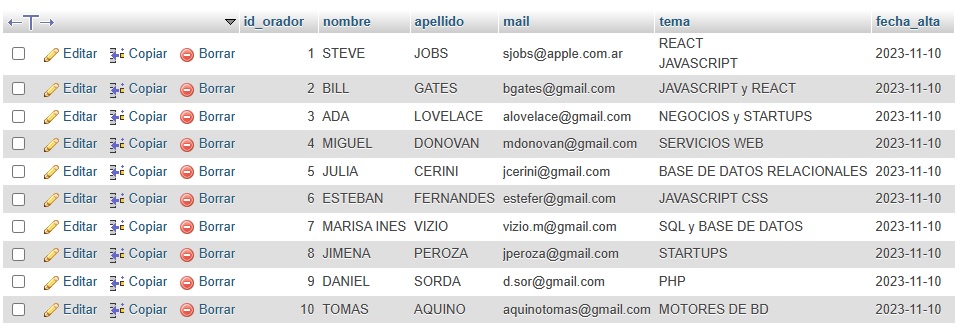 id_orador nombre apellido mail tema fecha_alta
Editar Copiar Borrar 1 STEVE JOBS sjobs@apple.com.ar REACT JAVASCRIPT 2023-11-10
Editar Copiar Borrar 2 BILL GATES bgates@gmail.com JAVASCRIPT y REACT 2023-11-10
Editar Copiar Borrar 3 ADA LOVELACE alovelace@gmail.com NEGOCIOS y STARTUPS 2023-11-10
Editar Copiar Borrar 4 MIGUEL DONOVAN mdonovan@gmail.com SERVICIOS WEB 2023-11-10
Editar Copiar Borrar 5 JULIA CERINI jcerini@gmail.com BASE DE DATOS RELACIONALES 2023-11-10
Editar Copiar Borrar 6 ESTEBAN FERNANDES estefer@gmail.com JAVASCRIPT CSS 2023-11-10
Editar Copiar Borrar 7 MARISA INES VIZIO vizio.m@gmail.com SQL y BASE DE DATOS 2023-11-10
Editar Copiar Borrar 8 JIMENA PEROZA jperoza@gmail.com STARTUPS 2023-11-10
Editar Copiar Borrar 9 DANIEL SORDA d.sor@gmail.com PHP 2023-11-10
Editar Copiar Borrar 10 TOMAS AQUINO aquinotomas@gmail.com MOTORES DE BD 2023-11-10